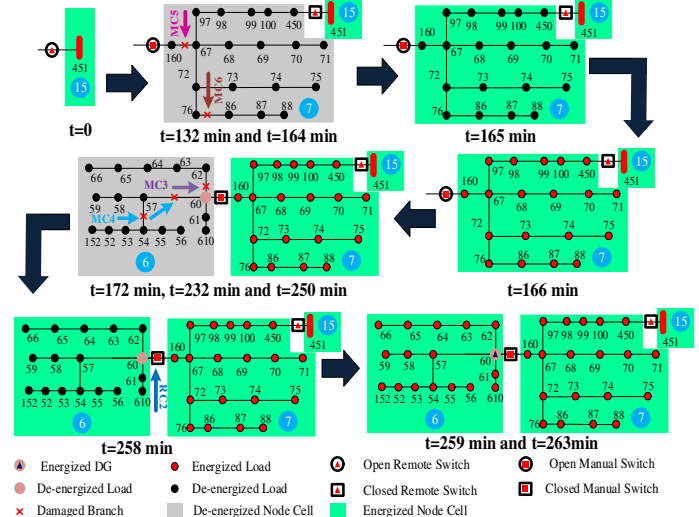 15
451
15
451
t=0
MC5
97 98 99 100 450
15
451
160 67 68 69 70 71
72 73 74 75
MC6
76 86 87 88
7
t=132 min and t=164 min
97 98 99 100 450
15
451
160 67 68 69 70 71
72 73 74 75
76 86 87 88
7
t=165 min
66 65 64 63 62
MC3
59 58 57 60
MC4
61
152 53 54 55 56 610
6
97 98 99 100 450
15
451
160 67 68 69 70 71
72 73 74 75
76 86 87 88
7
t=172 min, t=232 min and t=250 min
97 98 99 100 450
15
451
160 67 68 69 70 71
72 73 74 75
76 86 87 88
7
t=166 min
66 65 64 63 62
59 58 57 60
61
152 52 53 54 55 56 610
6
RC2
97 98 99 100 450
15
451
160 67 68 69 70 71
72 73 74 75
76 86 87 88
7
t=258 min
66 65 64 63 62
59 58 57 60
61
152 52 53 54 55 56 610
6
97 98 99 100 450
15
451
160 67 68 69 70 71
72 73 74 75
76 86 87 88
7
t=259 min and t=263min
Energized DG
Energized Load
Open Remote Switch
Open Manual Switch
De-energized Load
De-energized Load
Closed Remote Switch
Closed Manual Switch
Damaged Branch
De-energized Node Cell
Energized Node Cell